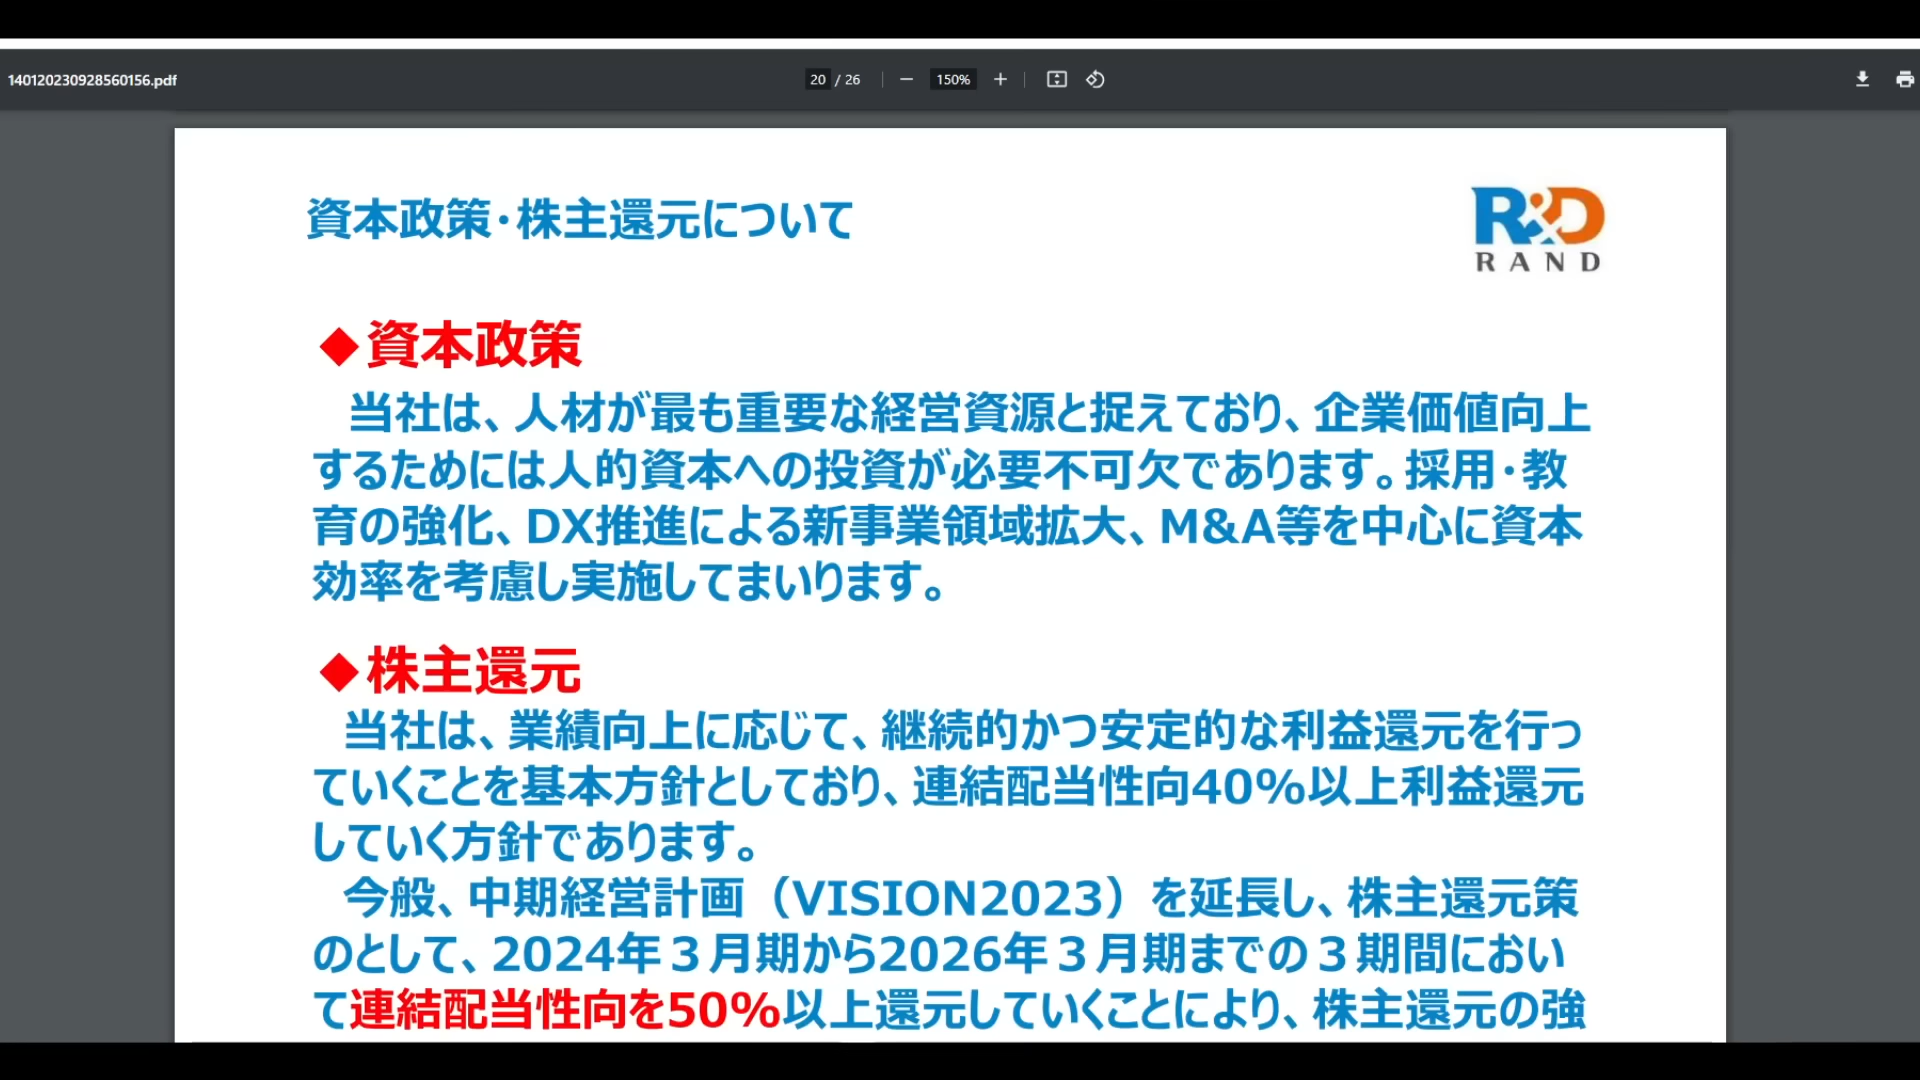 140120230928560156.pdf
20 / 26
150%
資本政策・株主還元について
R&D
RAND
◆資本政策
当社は、人材が最も重要な経営資源と捉えており、企業価値向上
するためには人的資本への投資が必要不可欠であります。採用・教
育の強化、DX推進による新事業領域拡大、M&A等を中心に資本
効率を考慮し実施してまいります。
◆株主還元
当社は、業績向上に応じて、継続的かつ安定的な利益還元を行っ
ていくことを基本方針としており、連結配当性向40%以上利益還元
していく方針であります。
今般、中期経営計画（VISION2023）を延長し、株主還元策
のとして、2024年３月期から2026年３月期までの３期間におい
て連結配当性向を50%以上還元していくことにより、株主還元の強